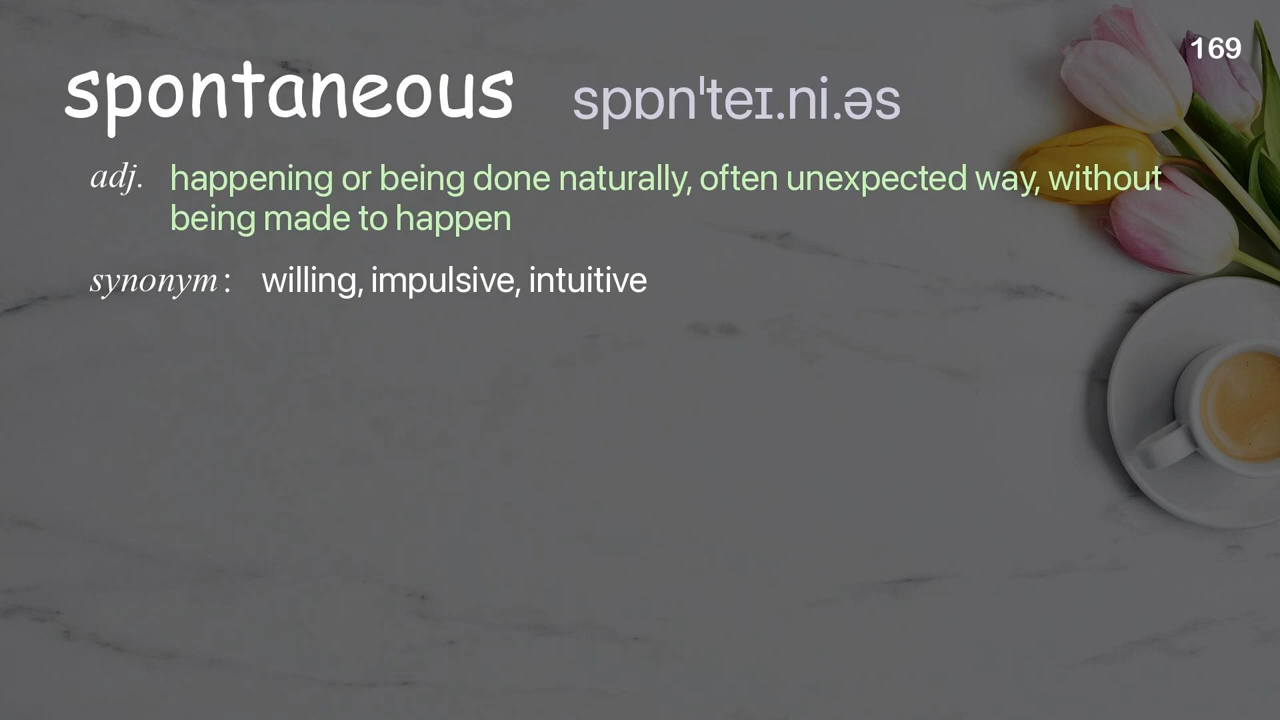 169
spontaneous spɒnˈteɪ.ni.əs
adj. happening or being done naturally, often unexpected way, without
being made to happen
synonym: willing, impulsive, intuitive